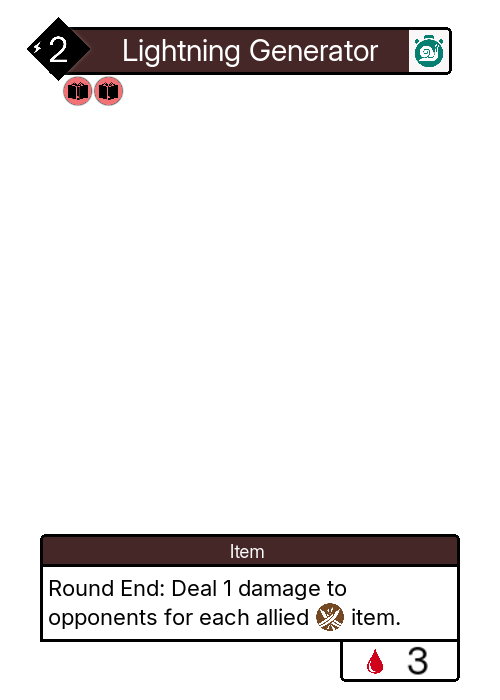 2
Lightning Generator
Item
Round End: Deal 1 damage to
opponents for each allied item.
3